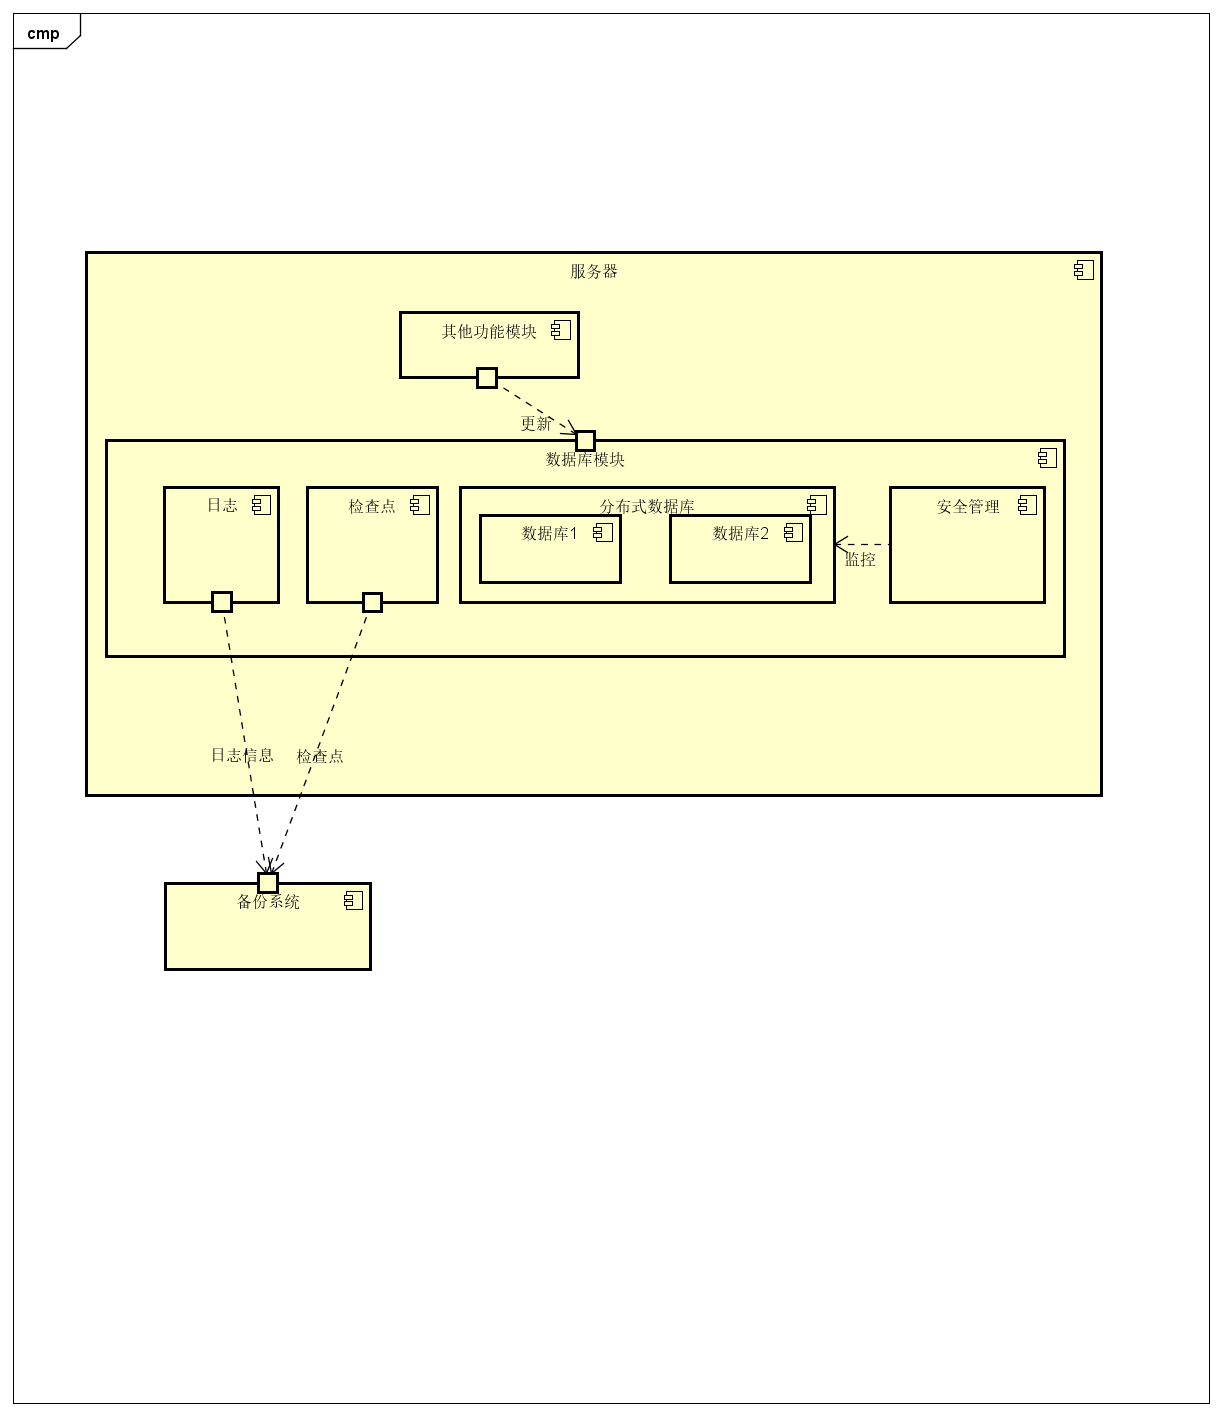 cmp
服务器
其他功能模块
更新
数据库模块
日志
检查点
分布式数据库
数据库1
数据库2
安全管理
监控
日志信息
检查点
备份系统